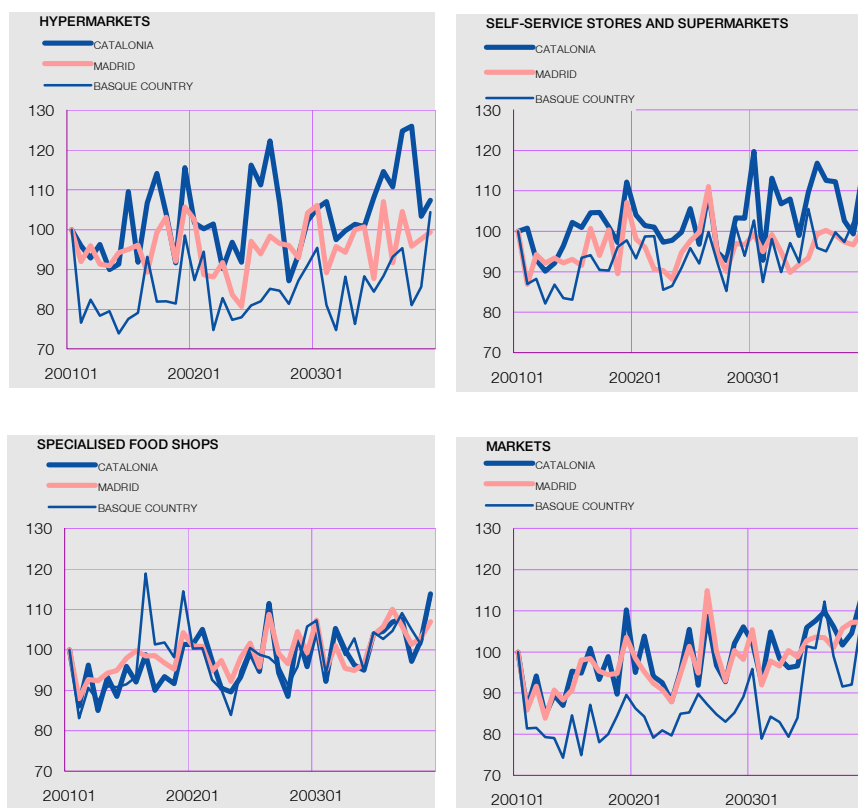 HYPERMARKETS
CATALONIA
MADRID
BASQUE COUNTRY
130
120
110
100
90
80
70
200101 200201 200301
SELF-SERVICE STORES AND SUPERMARKETS
CATALONIA
MADRID
BASQUE COUNTRY
130
120
110
100
90
80
70
200101 200201 200301
SPECIALISED FOOD SHOPS
CATALONIA
MADRID
BASQUE COUNTRY
130
120
110
100
90
80
70
200101 200201 200301
MARKETS
CATALONIA
MADRID
BASQUE COUNTRY
130
120
110
100
90
80
70
200101 200201 200301